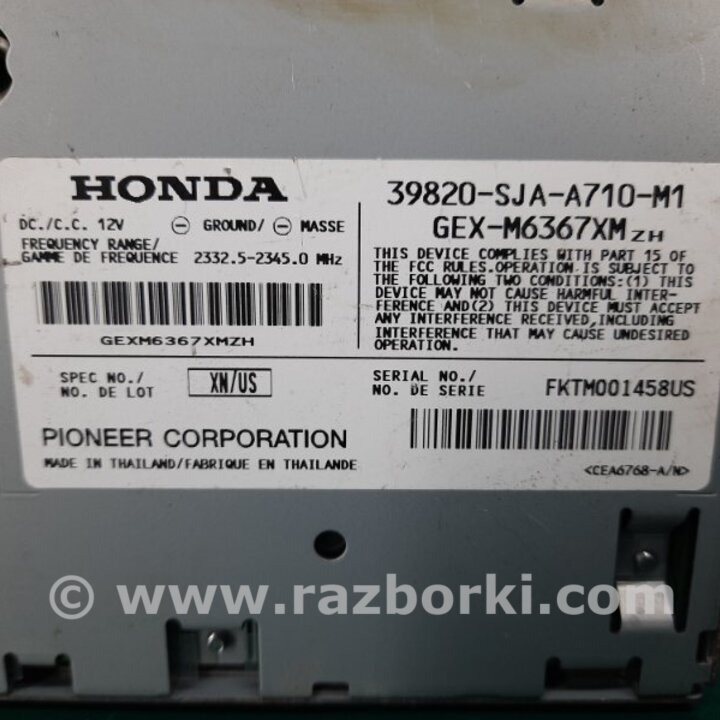 HONDA
39820-SJA-A710-M1
GEX-M6367XM ZH
DC./C.C. 12V ⊖ GROUND/ ⊖ MASSE
FREQUENCY RANGE/
GAMME DE FREQUENCE 2332.5-2345.0 MHz
GEXM6367XMZH
THIS DEVICE COMPLIES WITH PART 15 OF
THE FCC RULES.OPERATION IS SUBJECT TO
THE FOLLOWING TWO CONDITIONS:(1) THIS
DEVICE MAY NOT CAUSE HARMFUL INTER-
FERENCE AND(2) THIS DEVICE MUST ACCEPT
ANY INTERFERENCE RECEIVED,INCLUDING
INTERFERENCE THAT MAY CAUSE UNDESIRED
OPERATION.
SPEC NO./
NO. DE LOT
XN/US
SERIAL NO./
NO. DE SERIE
FKTM001458US
PIONEER CORPORATION
MADE IN THAILAND/FABRIQUE EN THAILANDE
<CEA6768-A/N>
© www.razborki.com